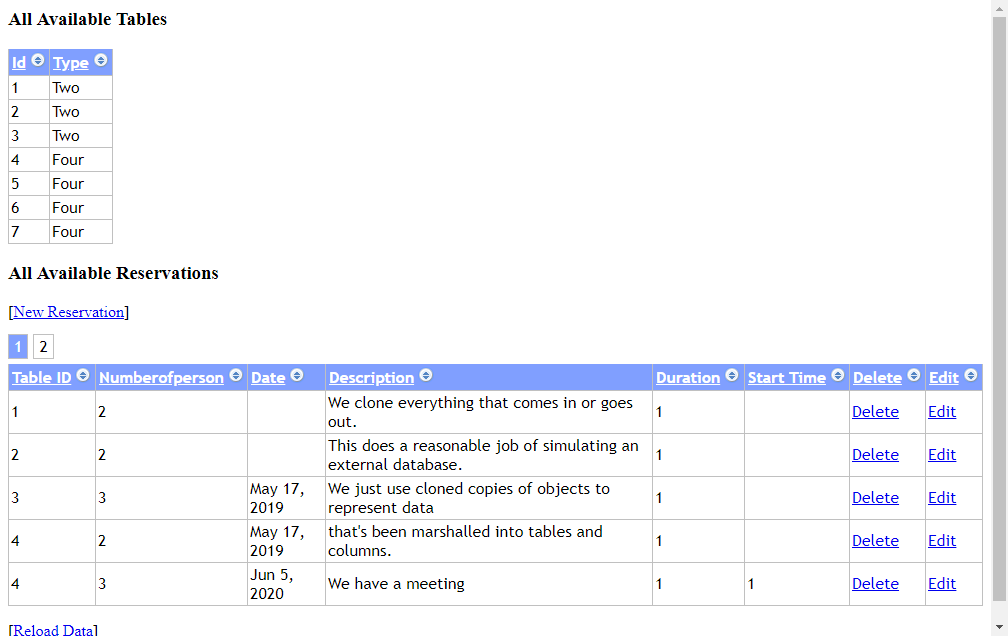 All Available Tables
Id Type
1 Two
2 Two
3 Two
4 Four
5 Four
6 Four
7 Four
All Available Reservations
[New Reservation]
1 2
Table ID Numberofperson Date Description Duration Start Time Delete Edit
1 2 We clone everything that comes in or goes out. 1 Delete Edit
2 2 This does a reasonable job of simulating an external database. 1 Delete Edit
3 3 May 17, 2019 We just use cloned copies of objects to represent data 1 Delete Edit
4 2 May 17, 2019 that's been marshalled into tables and columns. 1 Delete Edit
4 3 Jun 5, 2020 We have a meeting 1 1 Delete Edit
[Reload Data]